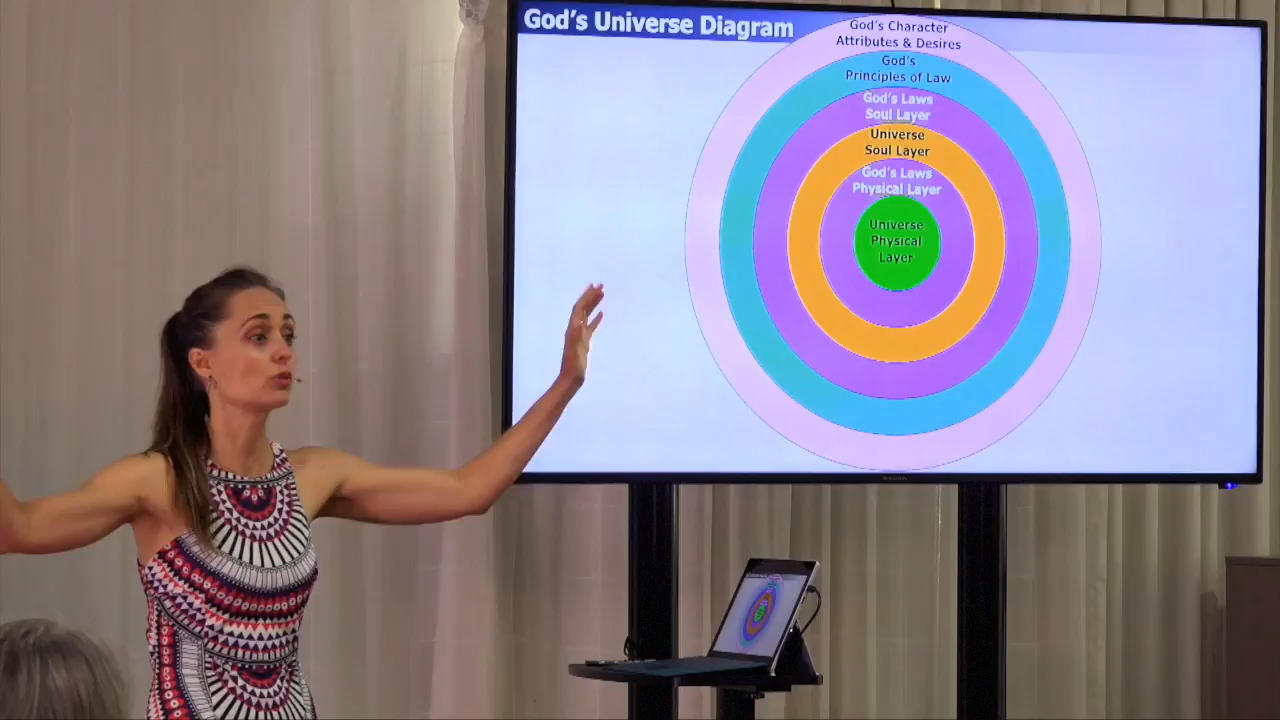 God's Universe Diagram
God's Character
Attributes & Desires
God's
Principles of Law
God's Laws
Soul Layer
Universe
Soul Layer
God's Laws
Physical Layer
Universe
Physical
Layer